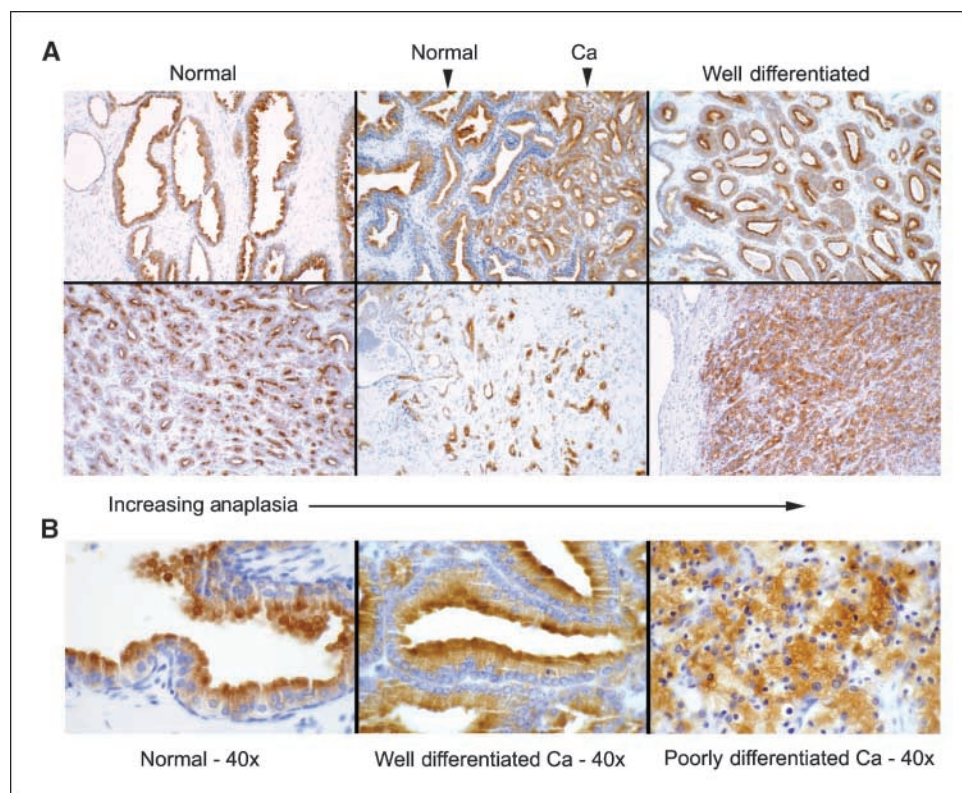 A
Normal Ca
Normal Well differentiated
Increasing anaplasia
B
Normal - 40x Well differentiated Ca - 40x Poorly differentiated Ca - 40x